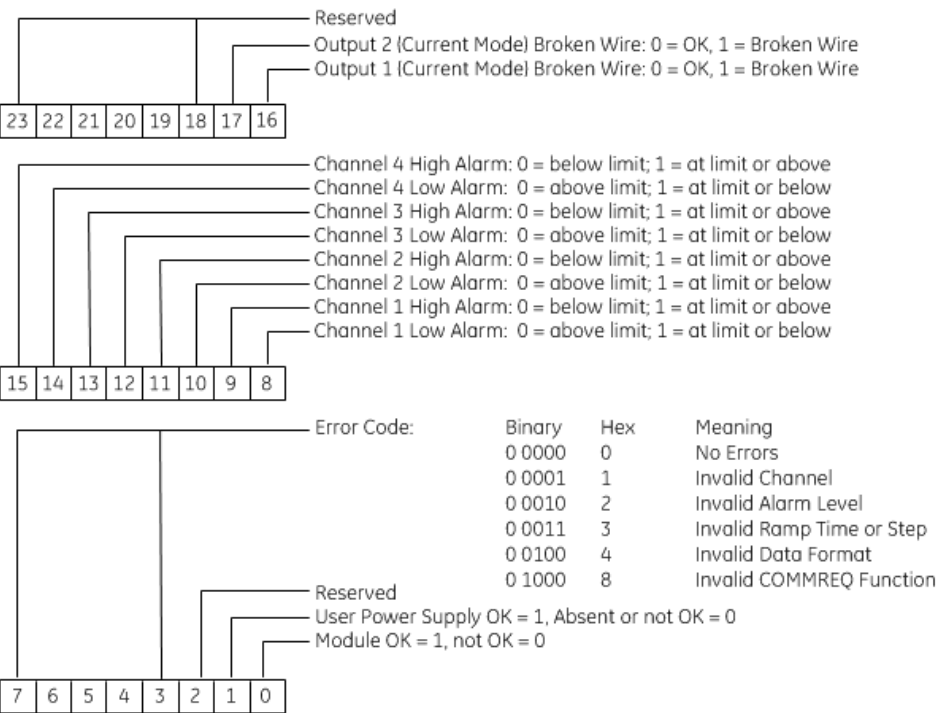 Reserved
Output 2 (Current Mode) Broken Wire: 0 = OK, 1 = Broken Wire
Output 1 (Current Mode) Broken Wire: 0 = OK, 1 = Broken Wire
23 22 21 20 19 18 17 16
Channel 4 High Alarm: 0 = below limit; 1 = at limit or above
Channel 4 Low Alarm: 0 = above limit; 1 = at limit or below
Channel 3 High Alarm: 0 = below limit; 1 = at limit or above
Channel 3 Low Alarm: 0 = above limit; 1 = at limit or below
Channel 2 High Alarm: 0 = below limit; 1 = at limit or above
Channel 2 Low Alarm: 0 = above limit; 1 = at limit or below
Channel 1 High Alarm: 0 = below limit; 1 = at limit or above
Channel 1 Low Alarm: 0 = above limit; 1 = at limit or below
15 14 13 12 11 10 9 8
Error Code: Binary Hex Meaning
0 0000 0 No Errors
0 0001 1 Invalid Channel
0 0010 2 Invalid Alarm Level
0 0011 3 Invalid Ramp Time or Step
0 0100 4 Invalid Data Format
0 1000 8 Invalid COMMREQ Function
Reserved
User Power Supply OK = 1, Absent or not OK = 0
Module OK = 1, not OK = 0
7 6 5 4 3 2 1 0